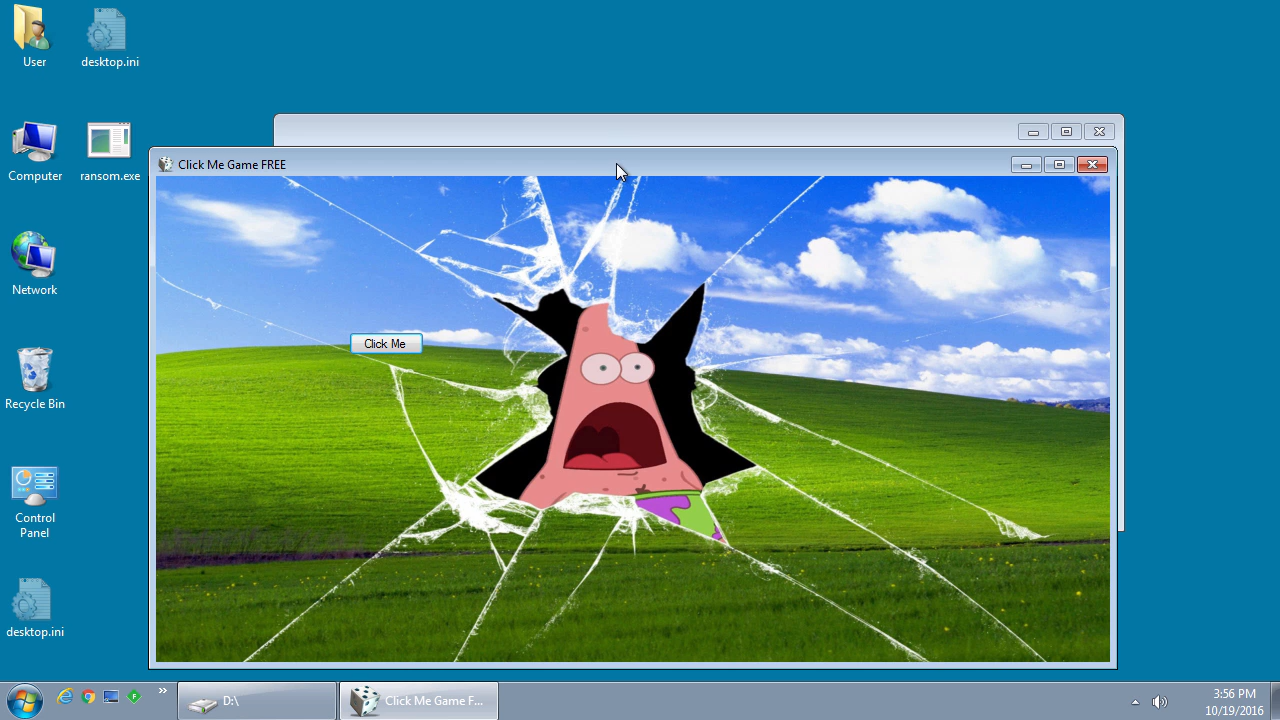 User
desktop.ini
Computer
ransom.exe
Click Me Game FREE
Network
Click Me
Recycle Bin
Control
Panel
desktop.ini
D:\
Click Me Game F...
3:56 PM
10/19/2016